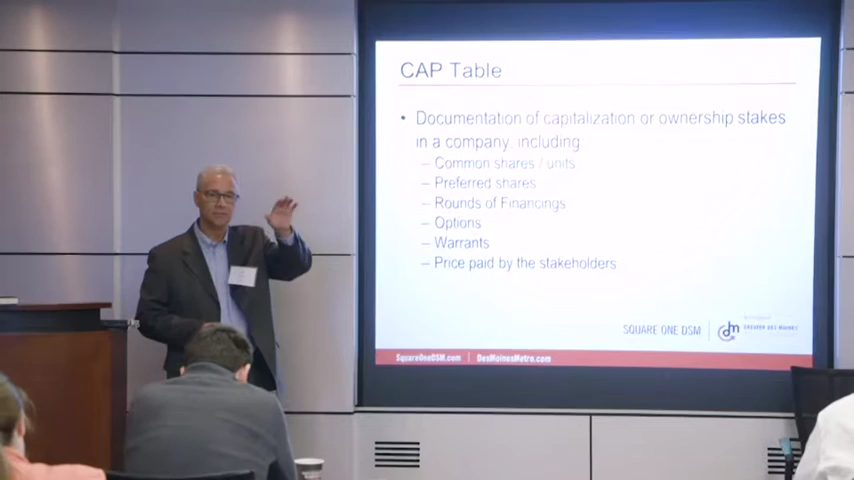 CAP Table
• Documentation of capitalization or ownership stakes
in a company, including
– Common shares / units
– Preferred shares
– Rounds of Financings
– Options
– Warrants
– Price paid by the stakeholders
SQUARE ONE DSM
dm
GREATER DES MOINES
SquareOneDSM.com | DesMoinesMetro.com